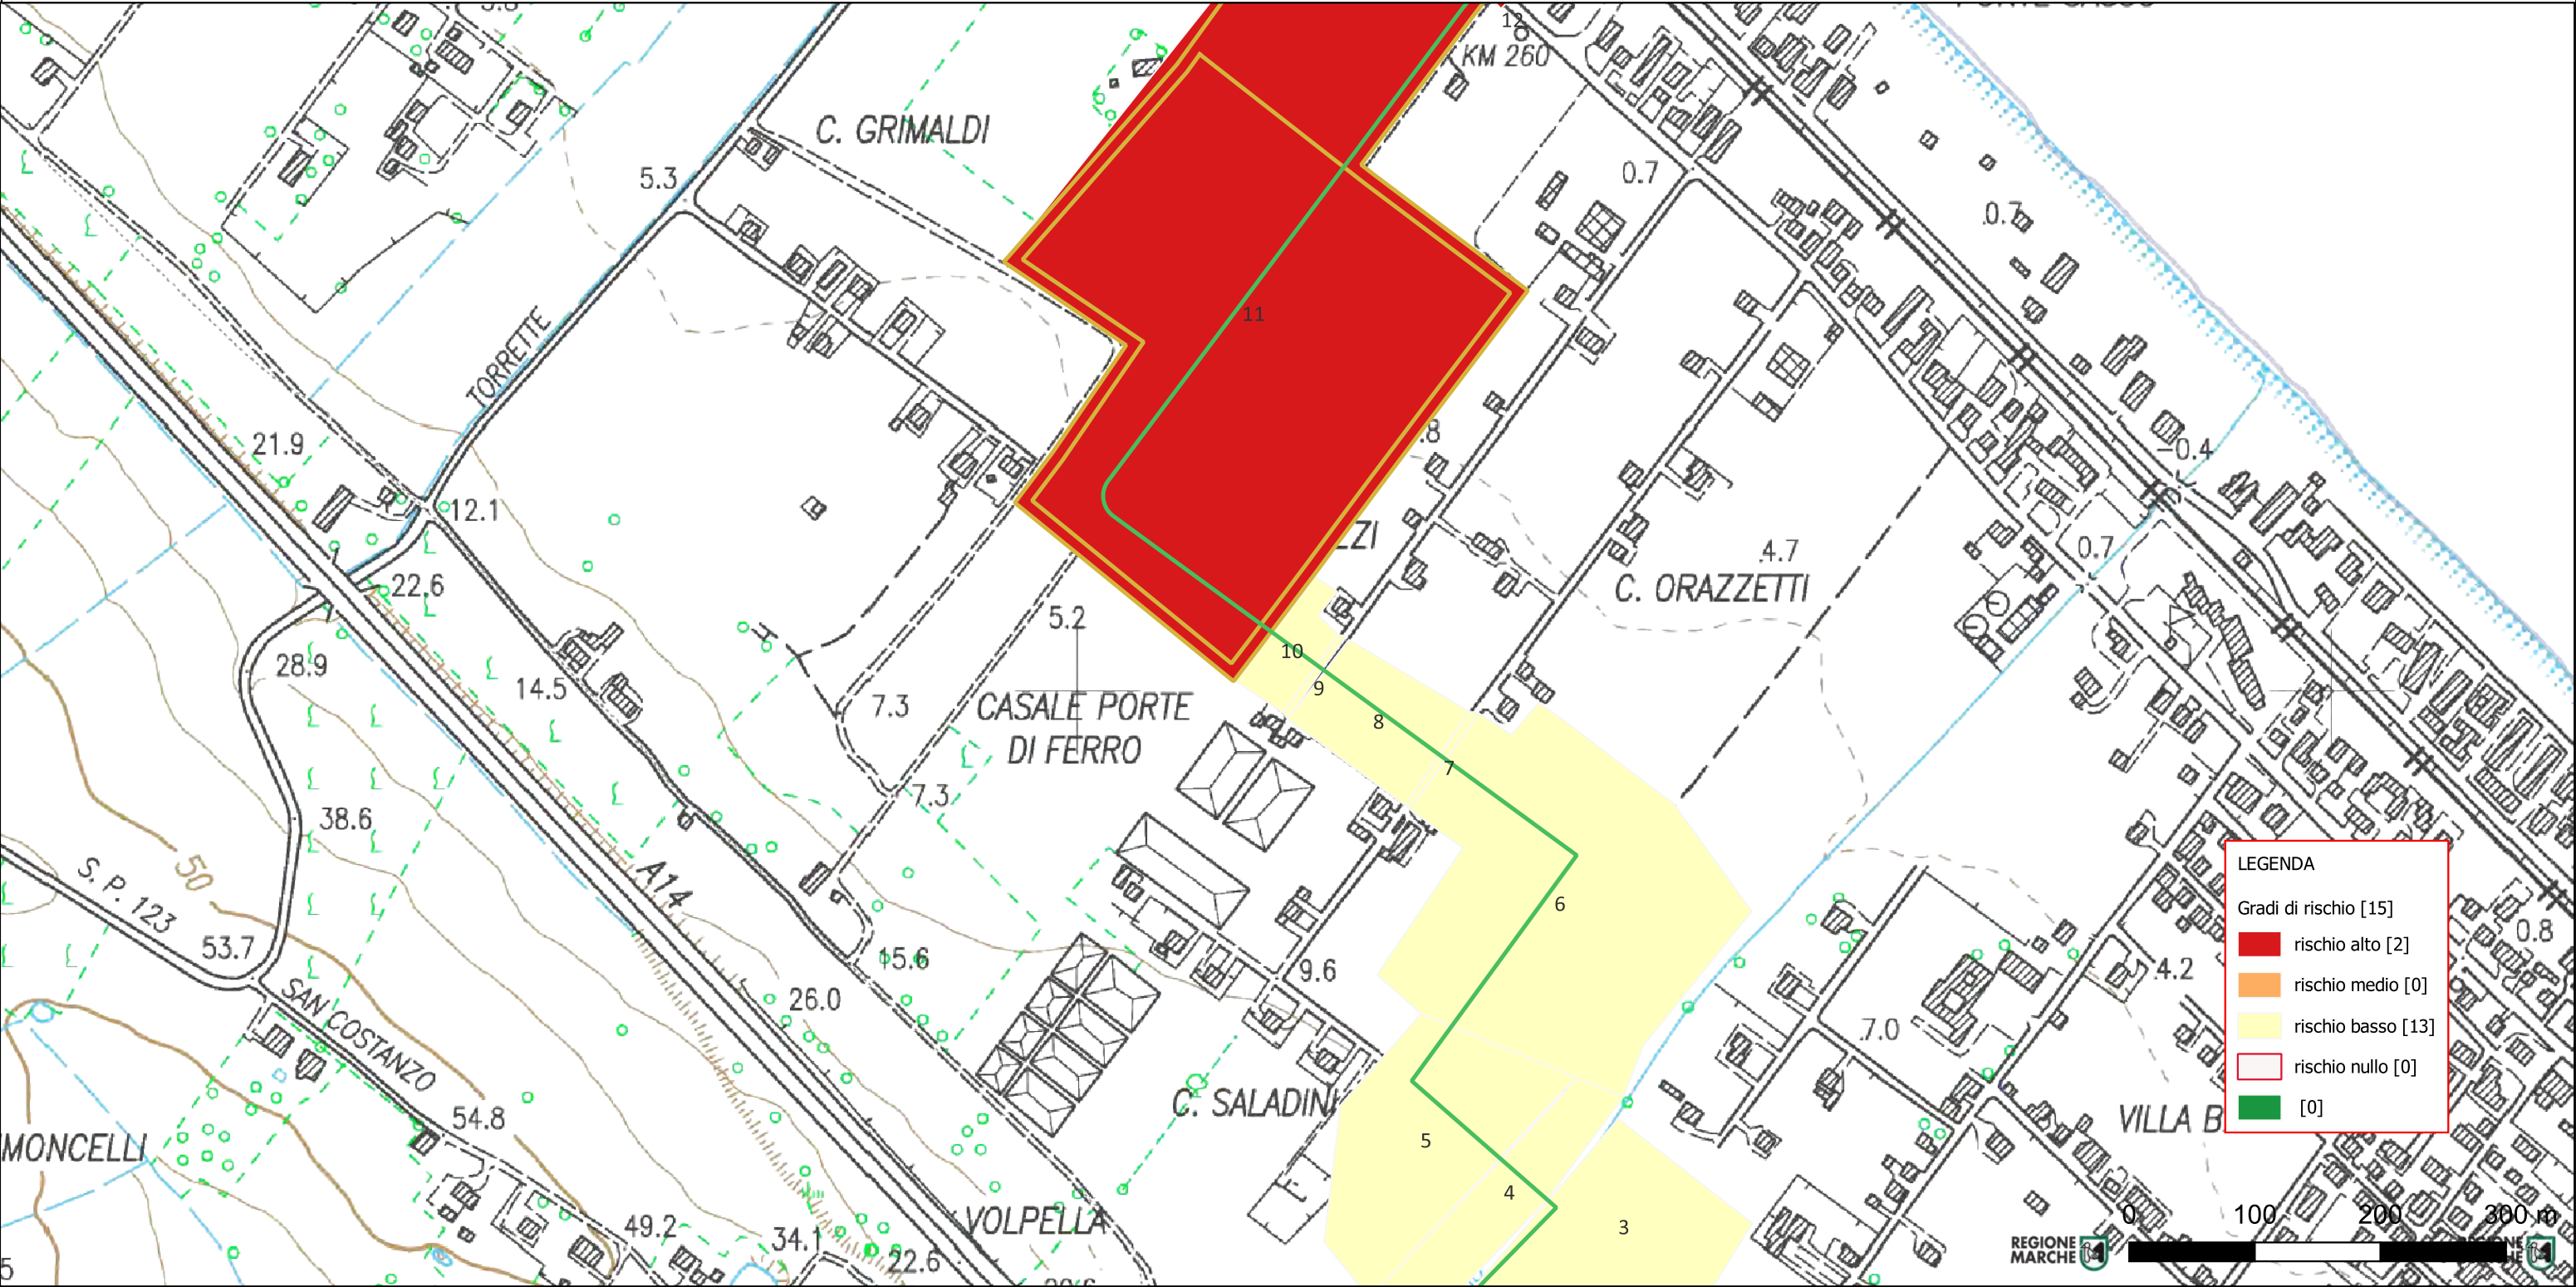 12
8
KM 260
C. GRIMALDI
5.3
0.7
0.7
11
TORRETTE
21.9
.8
-0.4
12.1
ZZI
4.7
0.7
22.6
C. ORAZZETTI
5.2
10
28.9
14.5
9
7.3
CASALE PORTE
DI FERRO
8
7
7.3
38.6
50
A14
S. P. 123
6
53.7
15.6
9.6
26.0
0.8
4.2
SAN COSTANZO
7.0
54.8
C. SALADINI
5
VILLA B
MONCELLI
4
49.2
VOLPELLA
34.1
22.6
3
5
LEGENDA
Gradi di rischio [15]
rischio alto [2]
rischio medio [0]
rischio basso [13]
rischio nullo [0]
[0]
0 100 200 300 m
REGIONE
MARCHE